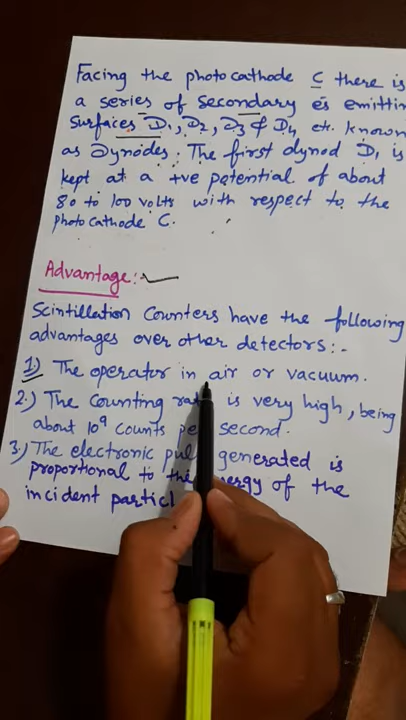 Facing the photocathode C there is
a series of secondary e̅s emittin
surfaces D₁, D₂, D₃ & D₄ etc. known
as Dynodes. The first dynod D₁ is
kept at a +ve potential of about
80 to 100 volts with respect to the
photocathode C.
Advantage:-
Scintillation Counters have the following
advantages over other detectors:-
1.) The operator in air or vacuum.
2.) The Counting is very high, being
about 10⁹ counts per second.
3.) The electronic generated is
proportional to the of the
incident